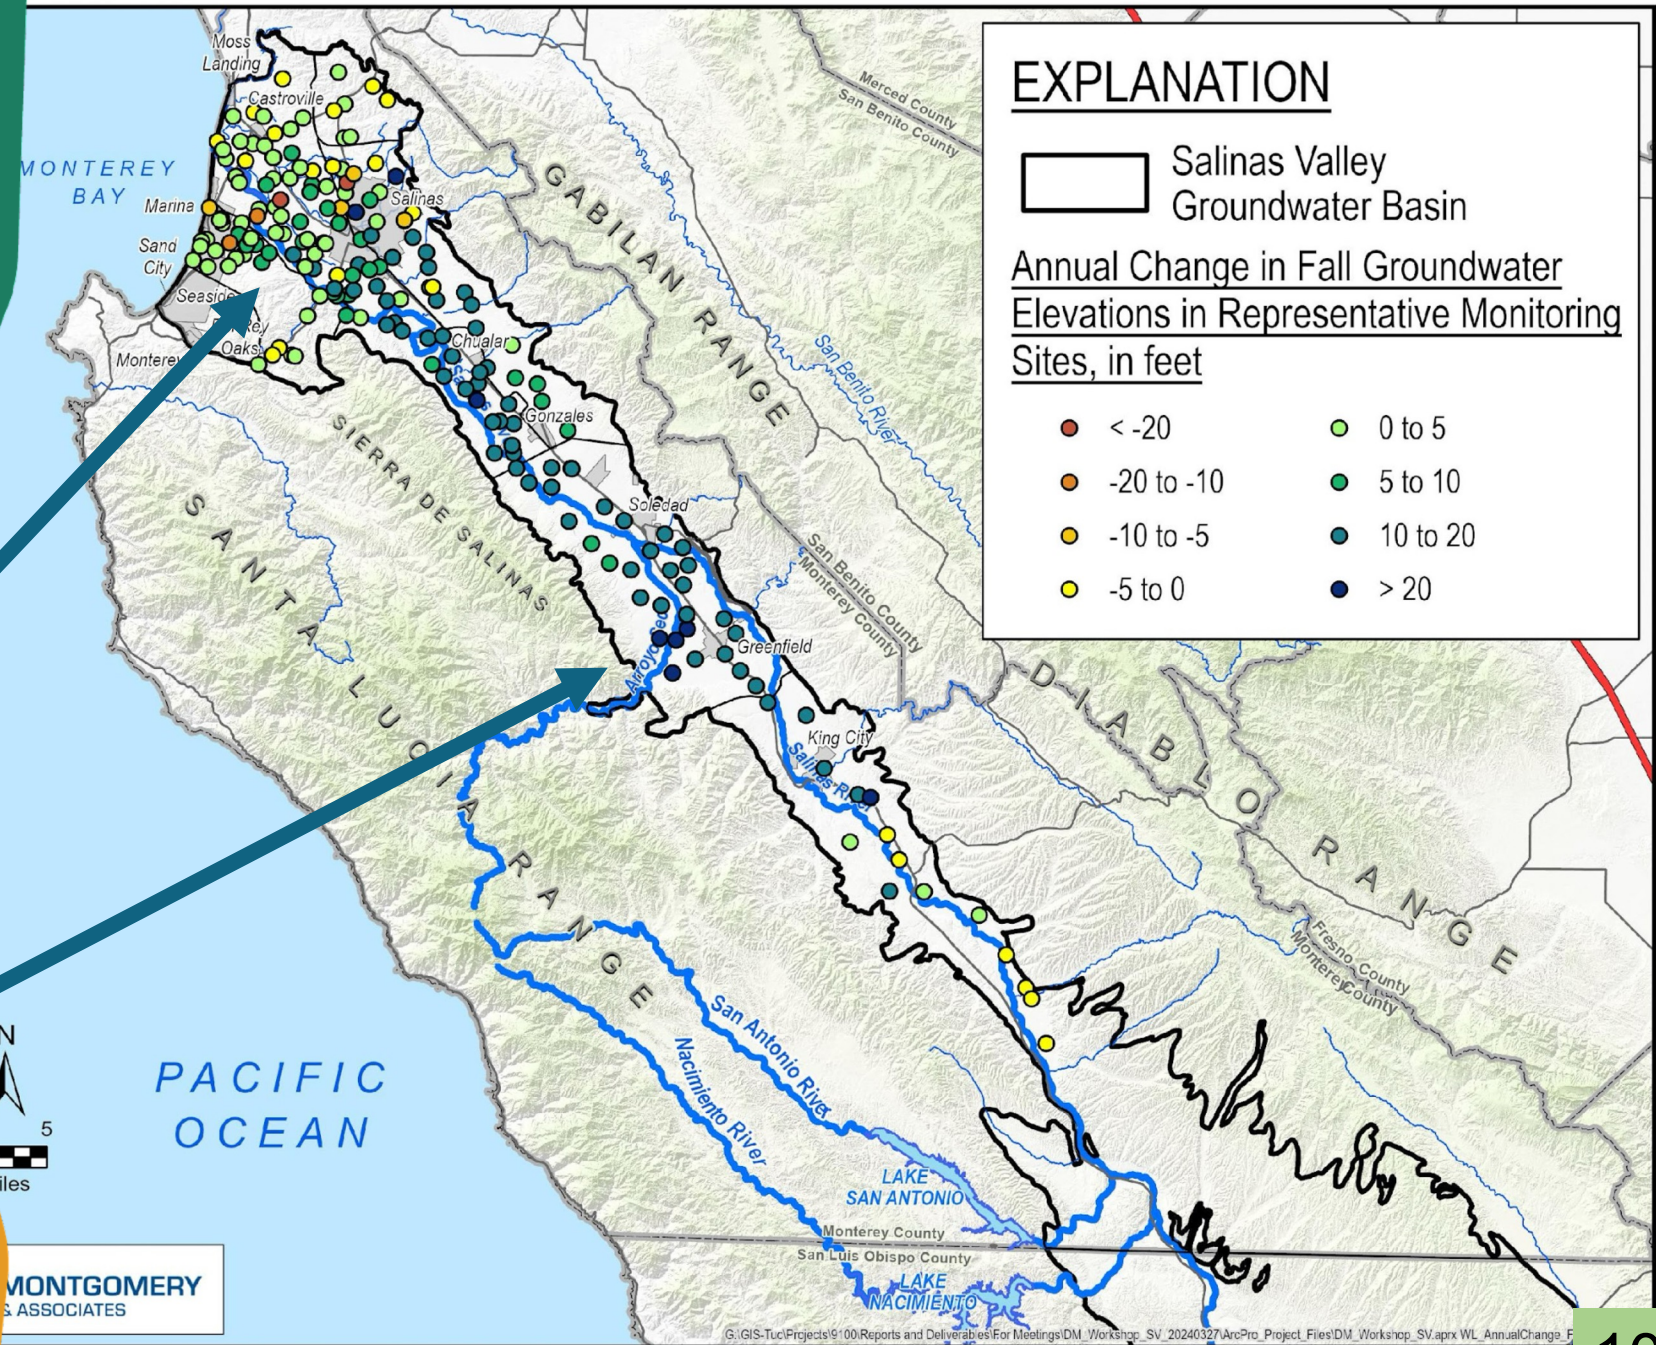 EXPLANATION
Salinas Valley
Groundwater Basin
Annual Change in Fall Groundwater
Elevations in Representative Monitoring
Sites, in feet
< -20
-20 to -10
-10 to -5
-5 to 0
0 to 5
5 to 10
10 to 20
> 20
Moss
Landing
Castroville
MONTEREY
BAY
Marina
Salinas
Sand
City
Seaside
Oaks
Monterey
Chualar
Gonzales
Soledad
Greenfield
King City
Salinas River
Merced County
San Benito County
GABILAN RANGE
San Benito River
San Benito County
Monterey County
SIERRA DE SALINAS
SANTA LUCIA RANGE
DIABLO RANGE
Fresno County
Monterey County
San Antonio River
Nacimiento River
PACIFIC
OCEAN
LAKE
SAN ANTONIO
Monterey County
San Luis Obispo County
LAKE
NACIMIENTO
N
5
iles
MONTGOMERY
& ASSOCIATES